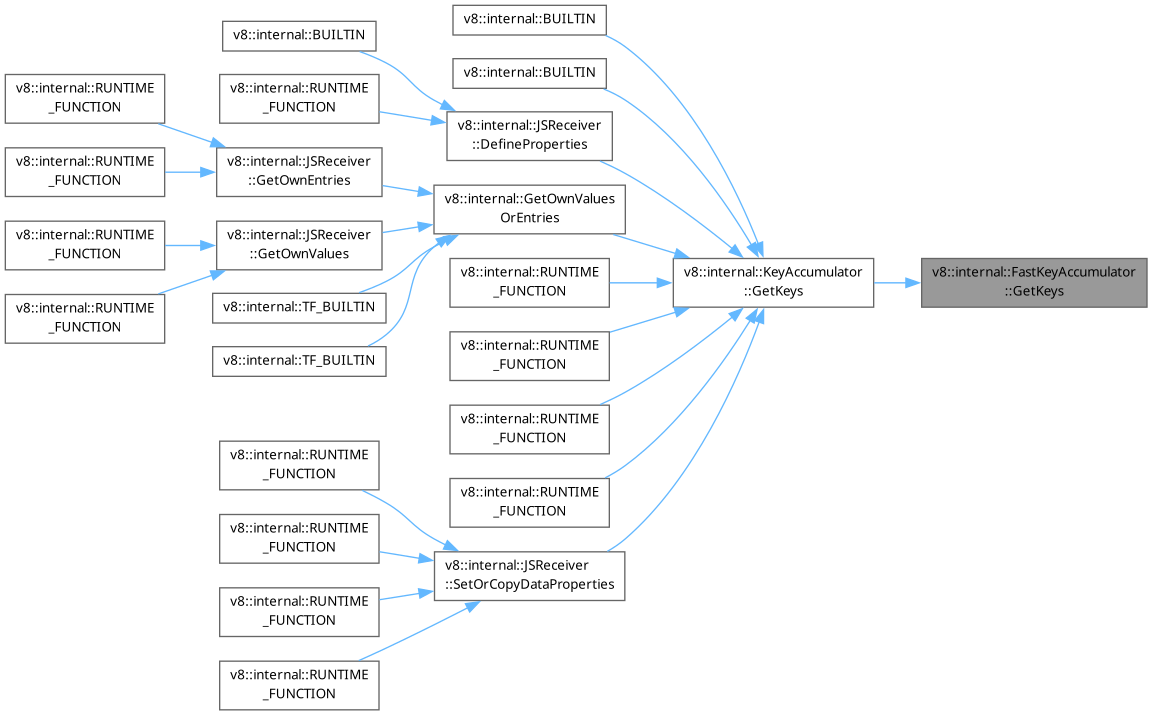 v8::internal::BUILTIN
v8::internal::BUILTIN
v8::internal::BUILTIN
v8::internal::RUNTIME
_FUNCTION
v8::internal::RUNTIME
_FUNCTION
v8::internal::JSReceiver
::DefineProperties
v8::internal::RUNTIME
_FUNCTION
v8::internal::JSReceiver
::GetOwnEntries
v8::internal::GetOwnValues
OrEntries
v8::internal::RUNTIME
_FUNCTION
v8::internal::JSReceiver
::GetOwnValues
v8::internal::RUNTIME
_FUNCTION
v8::internal::KeyAccumulator
::GetKeys
v8::internal::FastKeyAccumulator
::GetKeys
v8::internal::RUNTIME
_FUNCTION
v8::internal::TF_BUILTIN
v8::internal::RUNTIME
_FUNCTION
v8::internal::TF_BUILTIN
v8::internal::RUNTIME
_FUNCTION
v8::internal::RUNTIME
_FUNCTION
v8::internal::RUNTIME
_FUNCTION
v8::internal::RUNTIME
_FUNCTION
v8::internal::JSReceiver
::SetOrCopyDataProperties
v8::internal::RUNTIME
_FUNCTION
v8::internal::RUNTIME
_FUNCTION